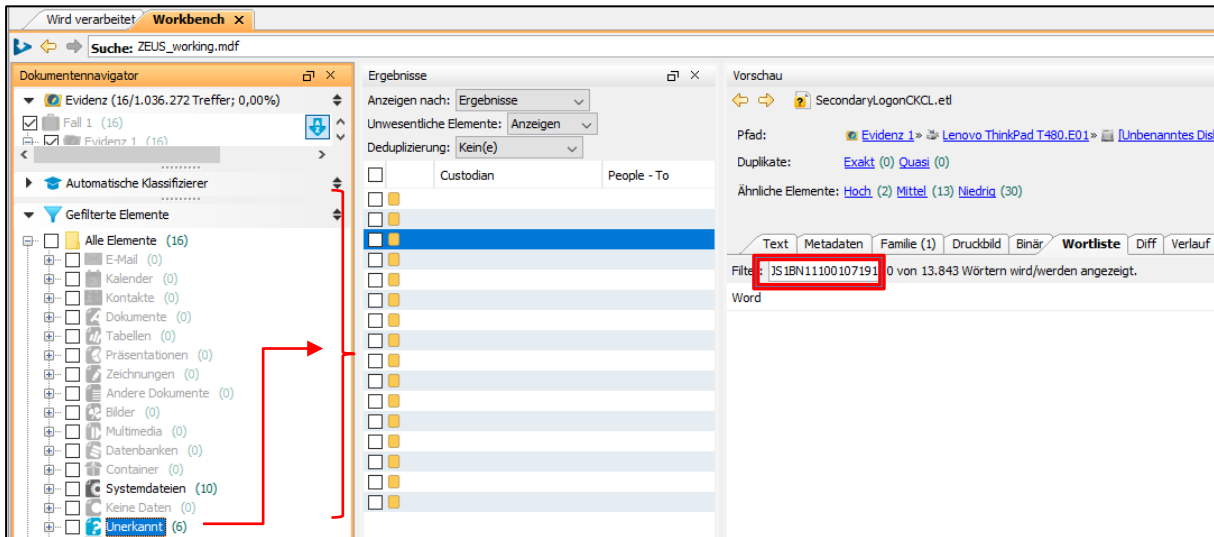 Wird verarbeitet Workbench X
Suche: ZEUS_working.mdf
Dokumentennavigator
Evidenz (16/1.036.272 Treffer; 0,00%)
Fall 1 (16)
Evidenz 1 (16)
Automatische Klassifizierer
Gefilterte Elemente
Alle Elemente (16)
E-Mail (0)
Kalender (0)
Kontakte (0)
Dokumente (0)
Tabellen (0)
Präsentationen (0)
Zeichnungen (0)
Andere Dokumente (0)
Bilder (0)
Multimedia (0)
Datenbanken (0)
Container (0)
Systemdateien (10)
Keine Daten (0)
Unerkannt (6)
Ergebnisse
Anzeigen nach: Ergebnisse
Unwesentliche Elemente: Anzeigen
Deduplizierung: Kein(e)
Custodian People - To
Vorschau
SecondaryLogonCKCL.etl
Pfad: Evidenz 1» Lenovo ThinkPad T480.E01» [Unbenanntes Dis
Duplikate: Exakt (0) Quasi (0)
Ähnliche Elemente: Hoch (2) Mittel (13) Niedrig (30)
Text Metadaten Familie (1) Druckbild Binär Wortliste Diff Verlauf
JS1BN11100107191 0 von 13.843 Wörtern wird/werden angezeigt.
Word